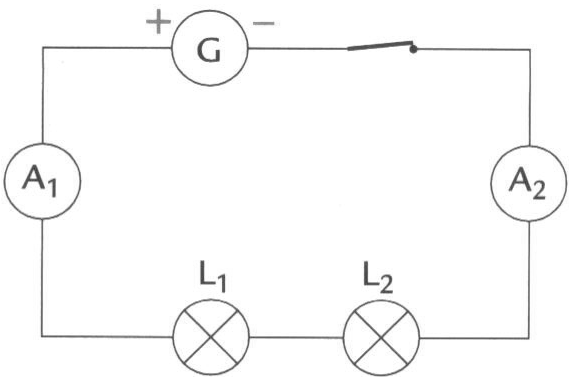 + G −
A₁ A₂
L₁ L₂